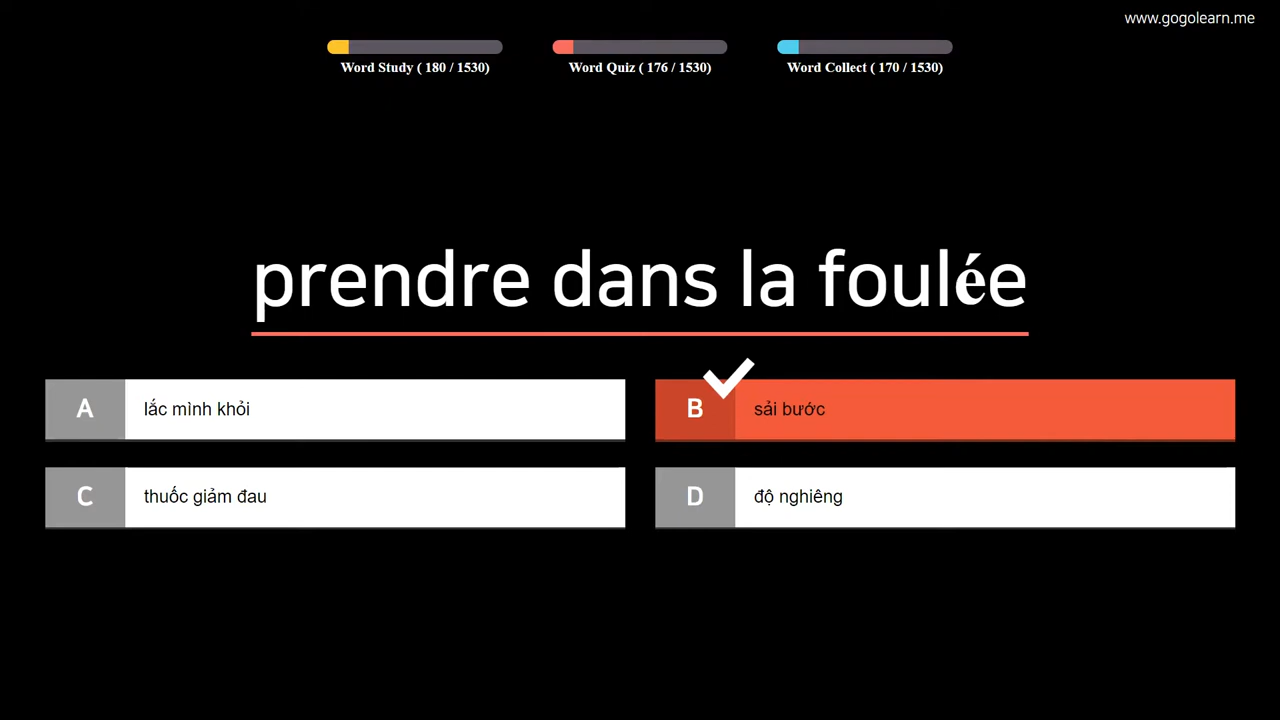 www.gogolearn.me
Word Study ( 180 / 1530)
Word Quiz ( 176 / 1530)
Word Collect ( 170 / 1530)
prendre dans la foulée
A lắc mình khỏi
B sải bước
C thuốc giảm đau
D độ nghiêng